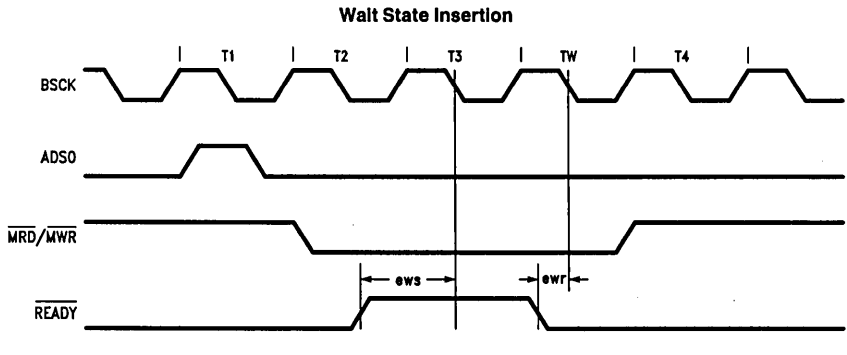 Wait State Insertion
T1 T2 T3 TW T4
BSCK
ADS0
MRD/MWR
ews ewr
READY